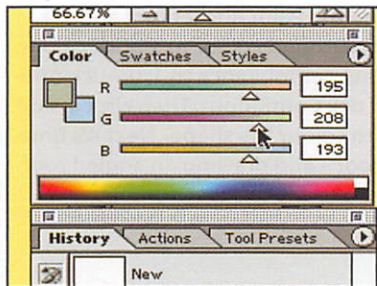 66.67%
Color Swatches Styles
R 195
G 208
B 193
History Actions Tool Presets
New